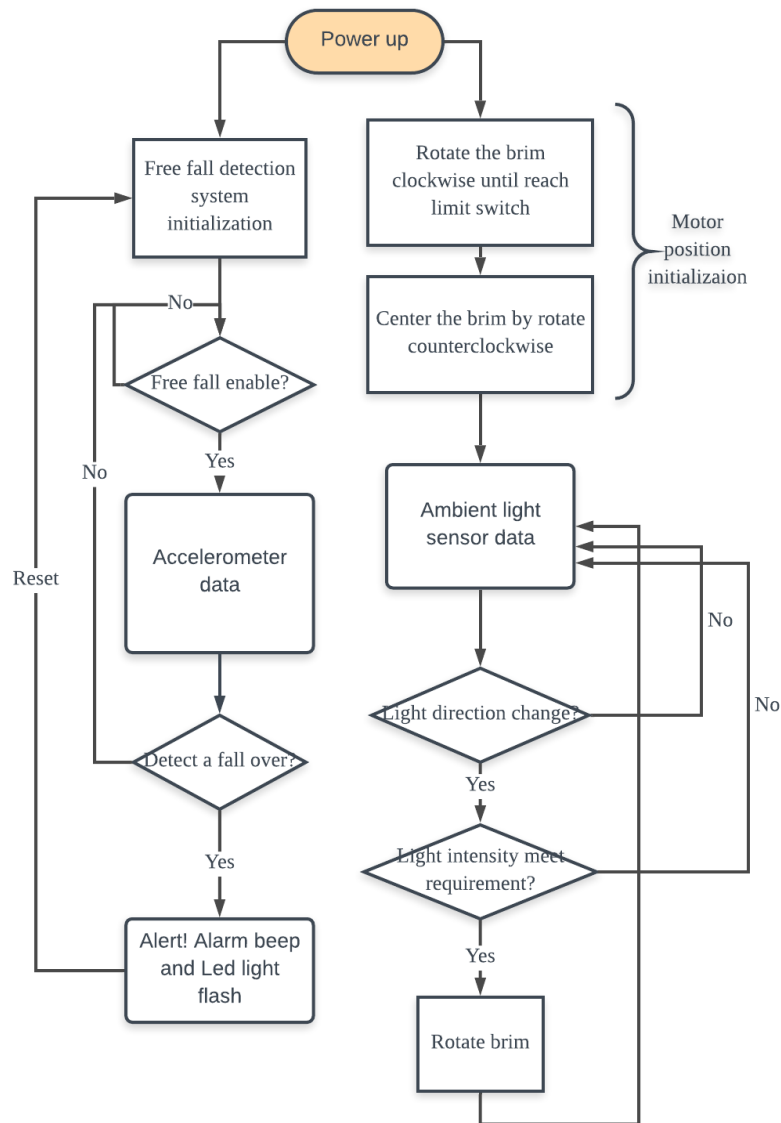 Power up
Free fall detection
system
initialization
No
Free fall enable?
Yes
No
Accelerometer
data
Reset
Detect a fall over?
Yes
Alert! Alarm beep
and Led light
flash
Rotate the brim
clockwise until reach
limit switch
Motor
position
initializaion
Center the brim by rotate
counterclockwise
Ambient light
sensor data
No
Light direction change?
No
Yes
Light intensity meet
requirement?
Yes
Rotate brim